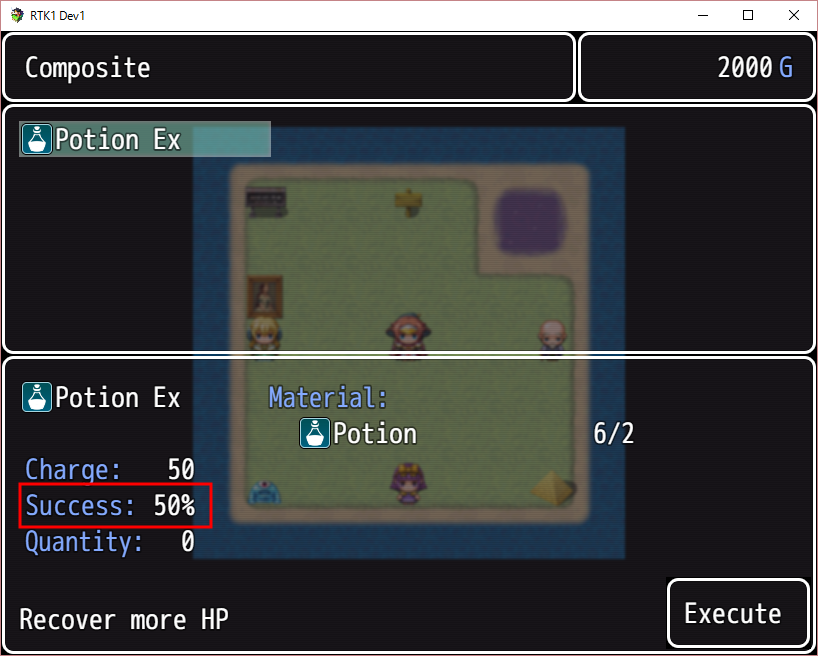 RTK1 Dev1
Composite
2000 G
Potion Ex
Potion Ex
Material:
Potion 6/2
Charge: 50
Success: 50%
Quantity: 0
Recover more HP
Execute